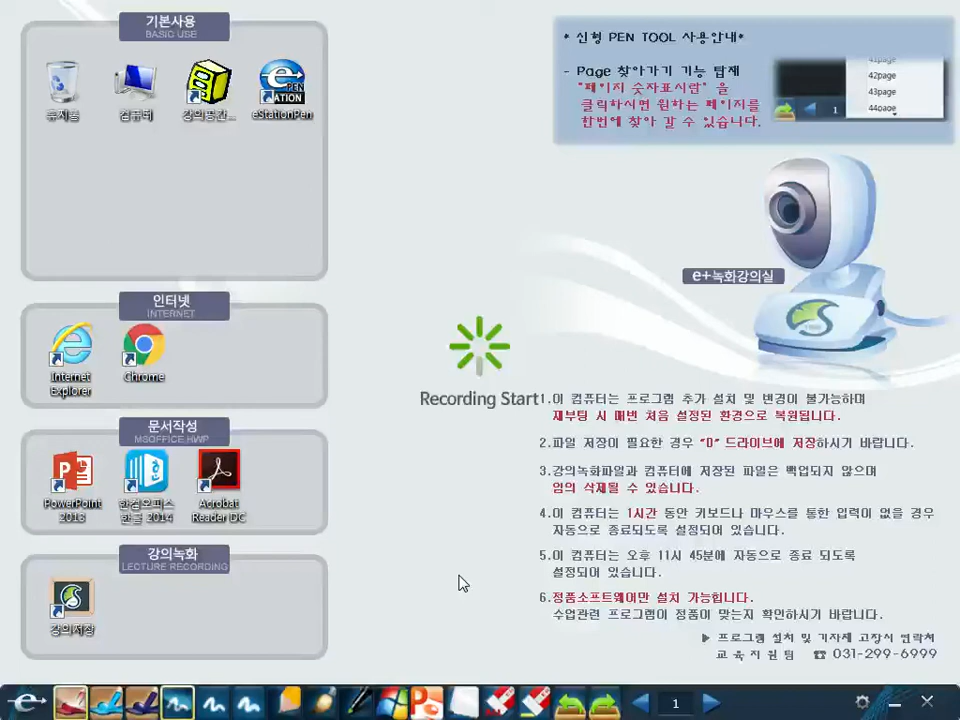 기본사용
BASIC USE
휴지통
컴퓨터
강의공간...
eStationPen
e
PEN
ATION
* 신형 PEN TOOL 사용안내*
- Page 찾아가기 기능 탑재
"페이지 숫자표시란" 을
클릭하시면 원하는 페이지를
한번에 찾아 갈 수 있습니다.
41page
42page
43page
44page
1
e+녹화강의실
인터넷
INTERNET
Internet
Explorer
Chrome
Recording Start
문서작성
MSOFFICE,HWP
PowerPoint
2013
한컴오피스
한글 2014
Acrobat
Reader DC
강의녹화
LECTURE RECORDING
강의저장
1.이 컴퓨터는 프로그램 추가 설치 및 변경이 불가능하며
재부팅 시 매번 처음 설정된 환경으로 복원됩니다.
2.파일 저장이 필요한 경우 "D" 드라이브에 저장하시기 바랍니다.
3.강의녹화파일과 컴퓨터에 저장된 파일은 백업되지 않으며
임의 삭제될 수 있습니다.
4.이 컴퓨터는 1시간 동안 키보드나 마우스를 통한 입력이 없을 경우
자동으로 종료되도록 설정되어 있습니다.
5.이 컴퓨터는 오후 11시 45분에 자동으로 종료 되도록
설정되어 있습니다.
6.정품소프트웨어만 설치 가능합니다.
수업관련 프로그램이 정품이 맞는지 확인하시기 바랍니다.
▶ 프로그램 설치 및 기자재 고장시 연락처
교육지원팀 ☎ 031-299-6999
1